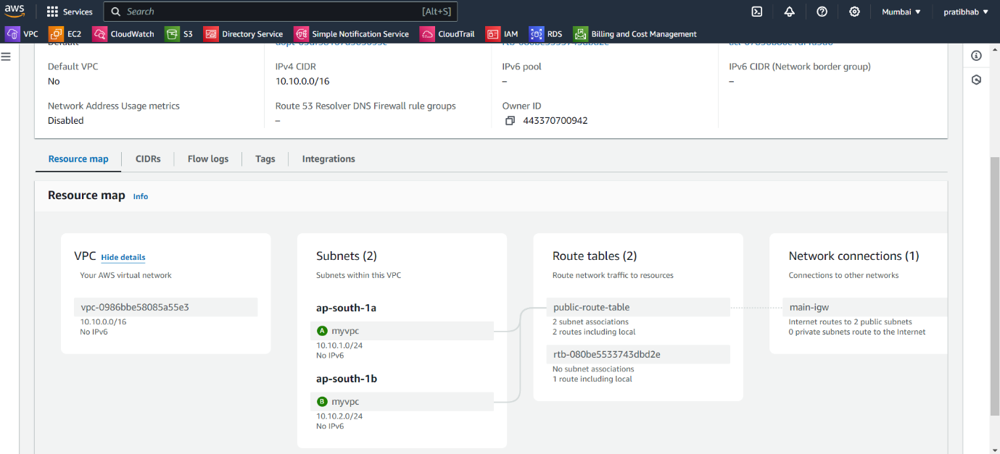 aws
Services
Search
[Alt+S]
Mumbai
pratibhab
VPC
EC2
CloudWatch
S3
Directory Service
Simple Notification Service
CloudTrail
IAM
RDS
Billing and Cost Management
Default
Default VPC
No
IPv4 CIDR
10.10.0.0/16
IPv6 pool
–
IPv6 CIDR (Network border group)
–
Network Address Usage metrics
Disabled
Route 53 Resolver DNS Firewall rule groups
–
Owner ID
443370700942
Resource map
CIDRs
Flow logs
Tags
Integrations
Resource map Info
VPC Hide details
Your AWS virtual network
vpc-0986bbe58085a55e3
10.10.0.0/16
No IPv6
Subnets (2)
Subnets within this VPC
ap-south-1a
A myvpc
10.10.1.0/24
No IPv6
ap-south-1b
B myvpc
10.10.2.0/24
No IPv6
Route tables (2)
Route network traffic to resources
public-route-table
2 subnet associations
2 routes including local
rtb-080be5533743dbd2e
No subnet associations
1 route including local
Network connections (1)
Connections to other networks
main-igw
Internet routes to 2 public subnets
0 private subnets route to the Internet